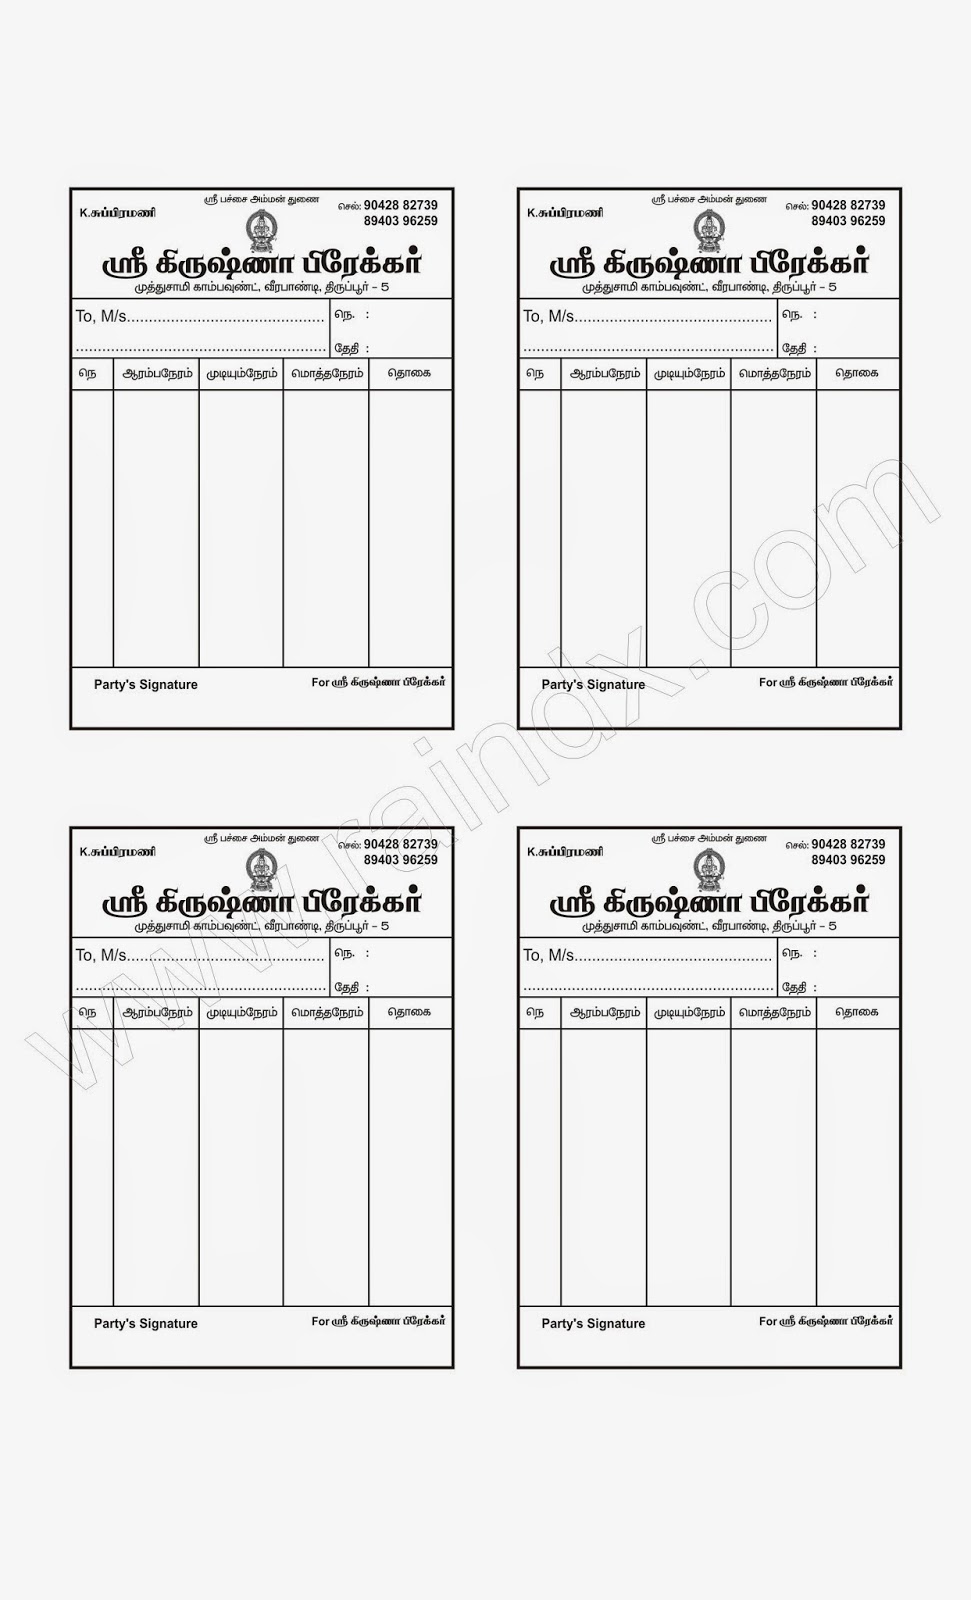 ஸ்ரீ பச்சை அம்மன் துணை
K.சுப்பிரமணி
செல்: 90428 82739
89403 96259
ஸ்ரீ கிருஷ்ணா பிரேக்கர்
முத்துசாமி காம்பவுண்ட், வீரபாண்டி, திருப்பூர் - 5
To, M/s............................................ நெ. :
........................................................ தேதி :
நெ ஆரம்பநேரம் முடியும்நேரம் மொத்தநேரம் தொகை
Party's Signature For ஸ்ரீ கிருஷ்ணா பிரேக்கர்
ஸ்ரீ பச்சை அம்மன் துணை
K.சுப்பிரமணி
செல்: 90428 82739
89403 96259
ஸ்ரீ கிருஷ்ணா பிரேக்கர்
முத்துசாமி காம்பவுண்ட், வீரபாண்டி, திருப்பூர் - 5
To, M/s............................................ நெ. :
........................................................ தேதி :
நெ ஆரம்பநேரம் முடியும்நேரம் மொத்தநேரம் தொகை
Party's Signature For ஸ்ரீ கிருஷ்ணா பிரேக்கர்
www.raindx.com
ஸ்ரீ பச்சை அம்மன் துணை
K.சுப்பிரமணி
செல்: 90428 82739
89403 96259
ஸ்ரீ கிருஷ்ணா பிரேக்கர்
முத்துசாமி காம்பவுண்ட், வீரபாண்டி, திருப்பூர் - 5
To, M/s............................................ நெ. :
........................................................ தேதி :
நெ ஆரம்பநேரம் முடியும்நேரம் மொத்தநேரம் தொகை
Party's Signature For ஸ்ரீ கிருஷ்ணா பிரேக்கர்
ஸ்ரீ பச்சை அம்மன் துணை
K.சுப்பிரமணி
செல்: 90428 82739
89403 96259
ஸ்ரீ கிருஷ்ணா பிரேக்கர்
முத்துசாமி காம்பவுண்ட், வீரபாண்டி, திருப்பூர் - 5
To, M/s............................................ நெ. :
........................................................ தேதி :
நெ ஆரம்பநேரம் முடியும்நேரம் மொத்தநேரம் தொகை
Party's Signature For ஸ்ரீ கிருஷ்ணா பிரேக்கர்